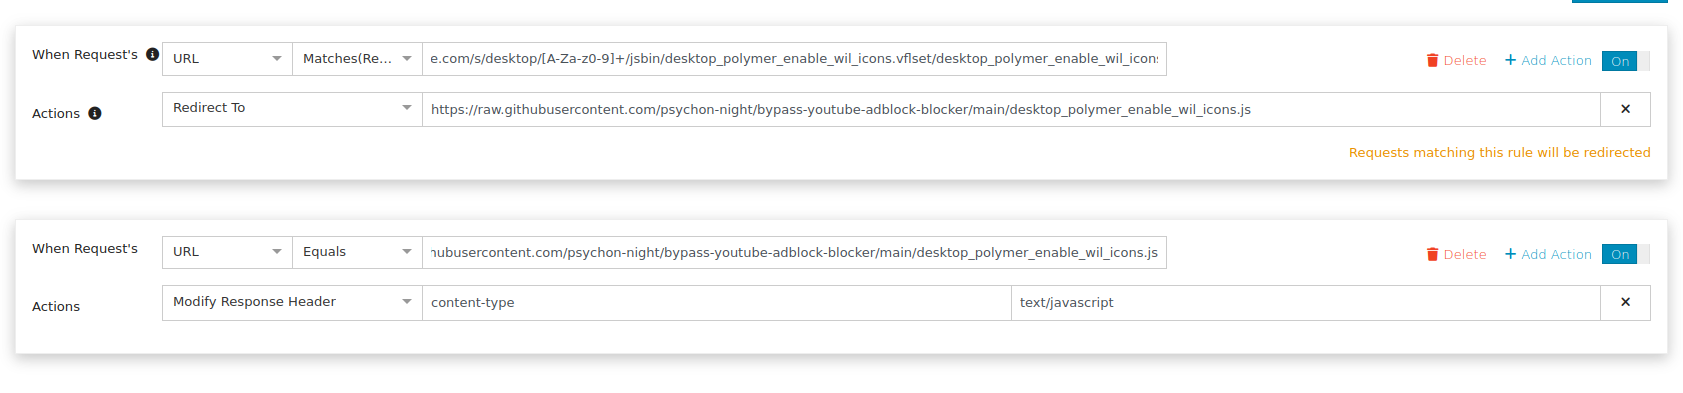 When Request's URL Matches(Re... e.com/s/desktop/[A-Za-z0-9]+/jsbin/desktop_polymer_enable_wil_icons.vflset/desktop_polymer_enable_wil_icons Delete + Add Action On
Actions Redirect To https://raw.githubusercontent.com/psychon-night/bypass-youtube-adblock-blocker/main/desktop_polymer_enable_wil_icons.js ×
Requests matching this rule will be redirected
When Request's URL Equals hubusercontent.com/psychon-night/bypass-youtube-adblock-blocker/main/desktop_polymer_enable_wil_icons.js Delete + Add Action On
Actions Modify Response Header content-type text/javascript ×